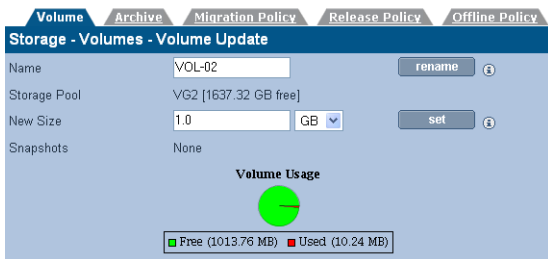 Volume Archive Migration Policy Release Policy Offline Policy
Storage - Volumes - Volume Update
Name VOL-02 rename
Storage Pool VG2 [1637.32 GB free]
New Size 1.0 GB set
Snapshots None
Volume Usage
Free (1013.76 MB) Used (10.24 MB)